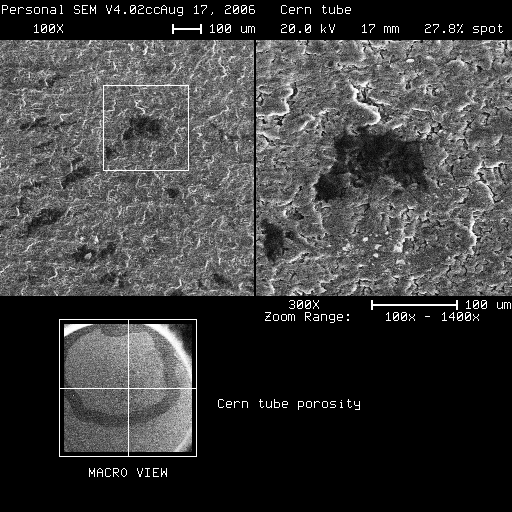 Personal SEM V4.02ccAug 17, 2006 Cern tube
100X 100 um 20.0 kV 17 mm 27.8% spot
300X 100 um
Zoom Range: 100x - 1400x
Cern tube porosity
MACRO VIEW